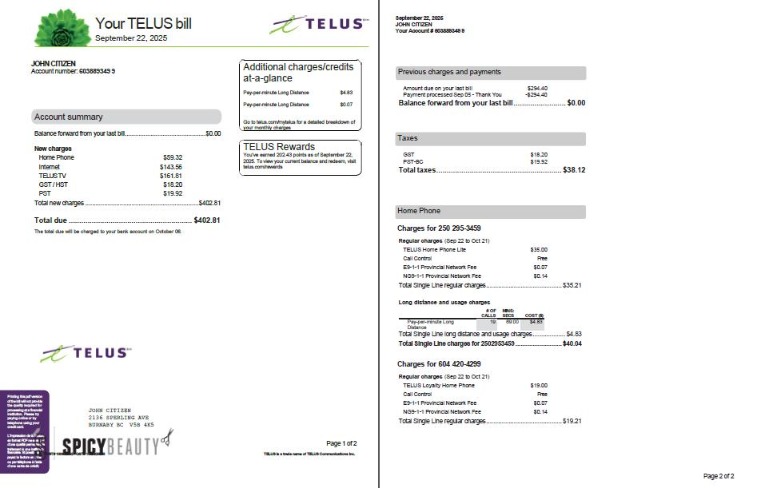 Your TELUS bill
September 22, 2025
TELUS
JOHN CITIZEN
Account number: 603889349 9
Additional charges/credits
at-a-glance
Pay-per-minute Long Distance $4.83
Pay-per-minute Long Distance $0.07
Go to telus.com/mytelus for a detailed breakdown of
your monthly charges
Account summary
Balance forward from your last bill $0.00
New charges
Home Phone $59.32
Internet $143.56
TELUS TV $161.81
GST / HST $18.20
PST $19.92
Total new charges $402.81
Total due $402.81
The total due will be charged to your bank account on October 08.
TELUS Rewards
You've earned 202.43 points as of September 22,
2025. To view your current balance and redeem, visit
telus.com/rewards
TELUS
JOHN CITIZEN
2136 SPERLING AVE
BURNABY BC V5B 4K5
SPICYBEAUTY
Page 1 of 2
TELUS is a trade name of TELUS Communications Inc.
September 22, 2025
JOHN CITIZEN
Your Account # 603889349 9
Previous charges and payments
Amount due on your last bill $294.40
Payment processed Sep 05 - Thank You -$294.40
Balance forward from your last bill $0.00
Taxes
GST $18.20
PST-BC $19.92
Total taxes $38.12
Home Phone
Charges for 250 295-3459
Regular charges (Sep 22 to Oct 21)
TELUS Home Phone Lite $35.00
Call Control Free
E9-1-1 Provincial Network Fee $0.07
NG9-1-1 Provincial Network Fee $0.14
Total Single Line regular charges $35.21
Long distance and usage charges
# OF CALLS MINS: SECS COST ($)
Pay-per-minute Long Distance 19 89:00 $4.83
Total Single Line long distance and usage charges $4.83
Total Single Line charges for 2502953459 $40.04
Charges for 604 420-4299
Regular charges (Sep 22 to Oct 21)
TELUS Loyalty Home Phone $19.00
Call Control Free
E9-1-1 Provincial Network Fee $0.07
NG9-1-1 Provincial Network Fee $0.14
Total Single Line regular charges $19.21
Page 2 of 2